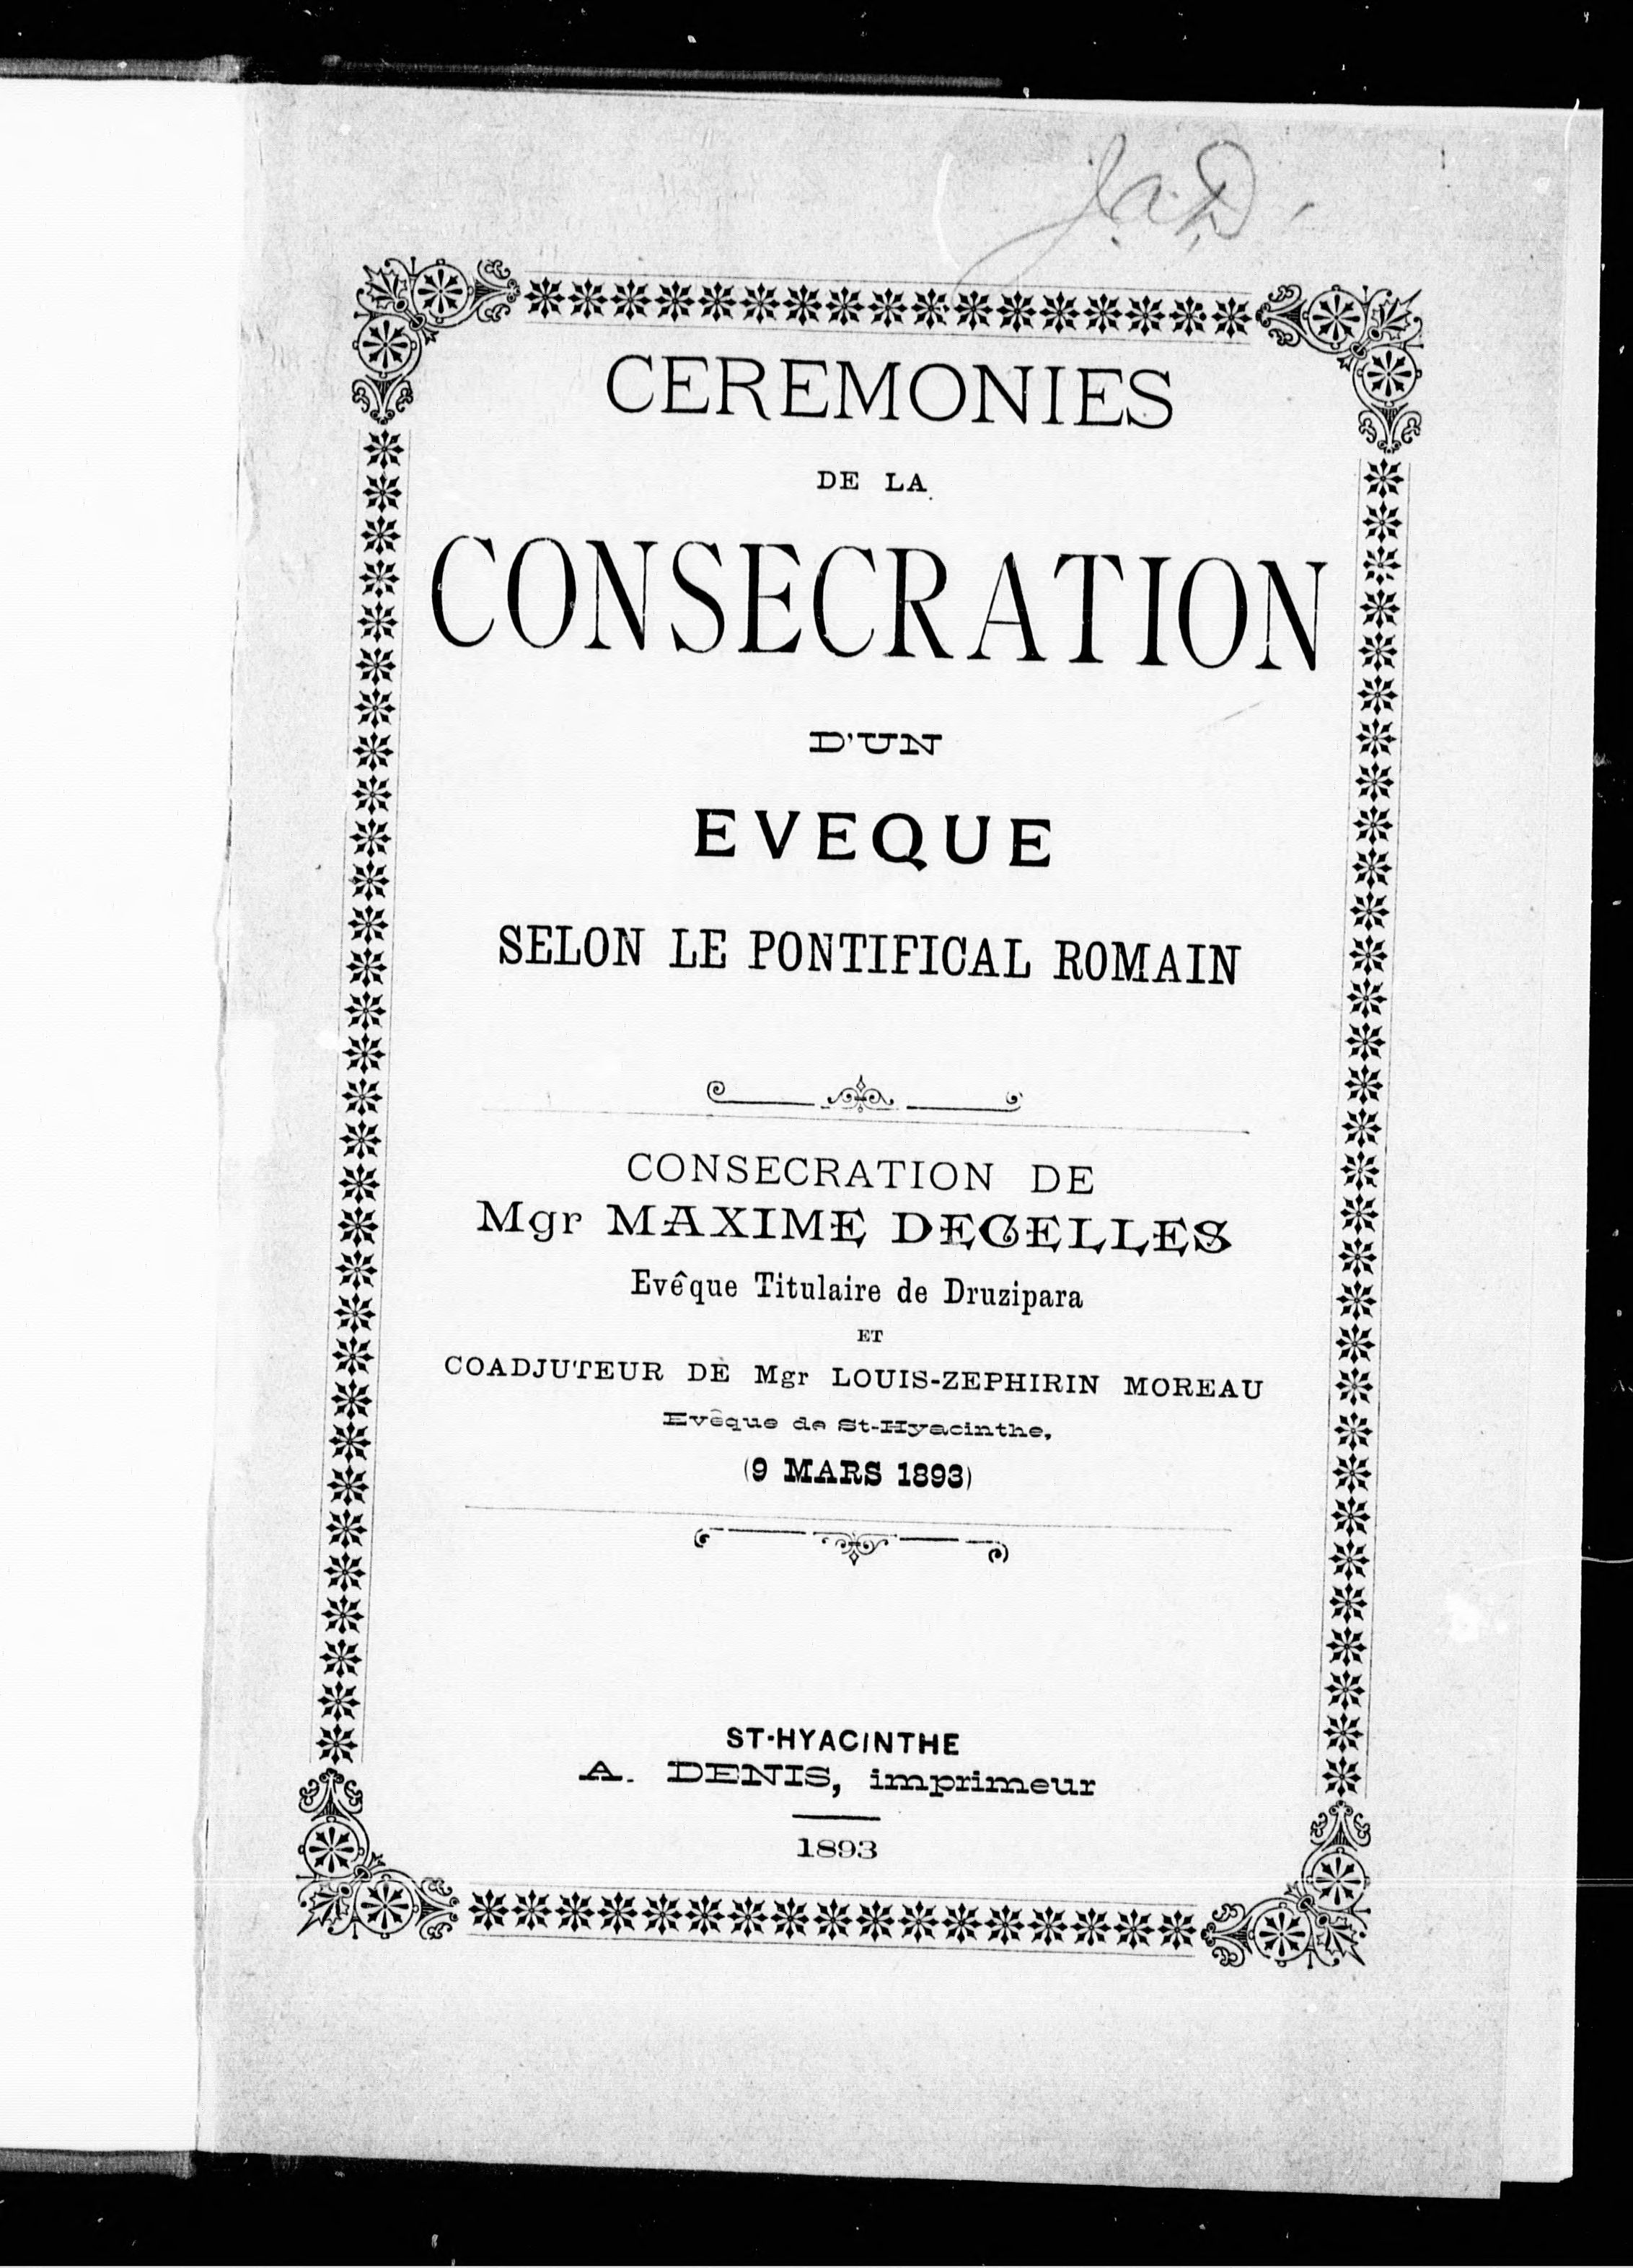 J.a.D.
CEREMONIES
DE LA
CONSECRATION
D'UN
EVEQUE
SELON LE PONTIFICAL ROMAIN
CONSECRATION DE
Mgr MAXIME DECELLES
Evêque Titulaire de Druzipara
ET
COADJUTEUR DE Mgr LOUIS-ZEPHIRIN MOREAU
Evêque de St-Hyacinthe,
(9 MARS 1893)
ST-HYACINTHE
A. DENIS, imprimeur
1893